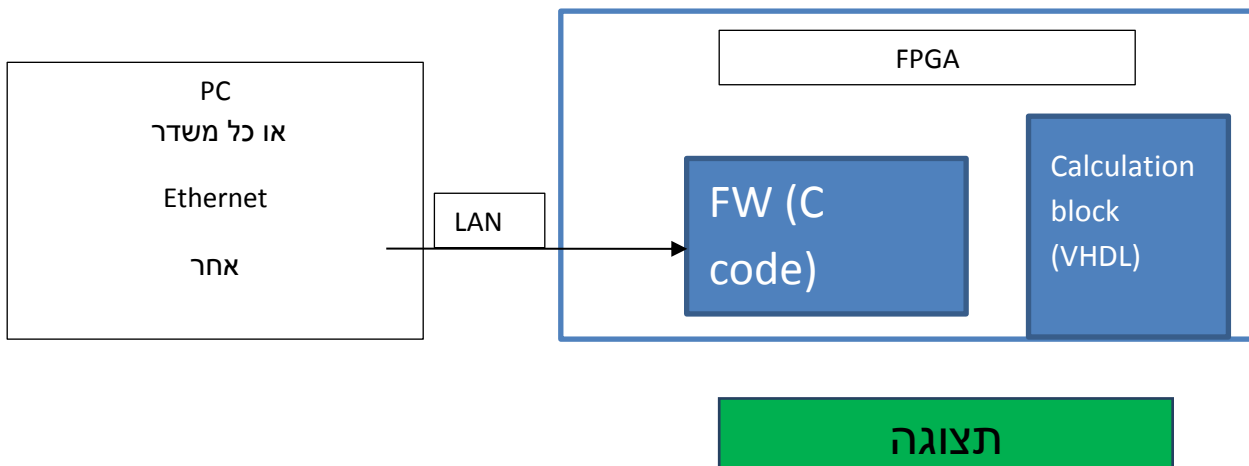 PC
או כל משדר
Ethernet
אחר
LAN
FPGA
FW (C
code)
Calculation
block
(VHDL)
תצוגה